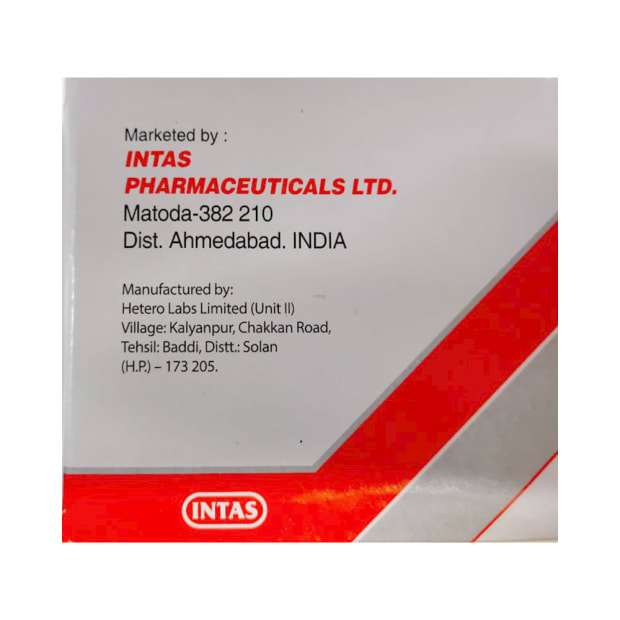 Marketed by :
INTAS
PHARMACEUTICALS LTD.
Matoda-382 210
Dist. Ahmedabad. INDIA
Manufactured by:
Hetero Labs Limited (Unit II)
Village: Kalyanpur, Chakkan Road,
Tehsil: Baddi, Distt.: Solan
(H.P.) – 173 205.
INTAS